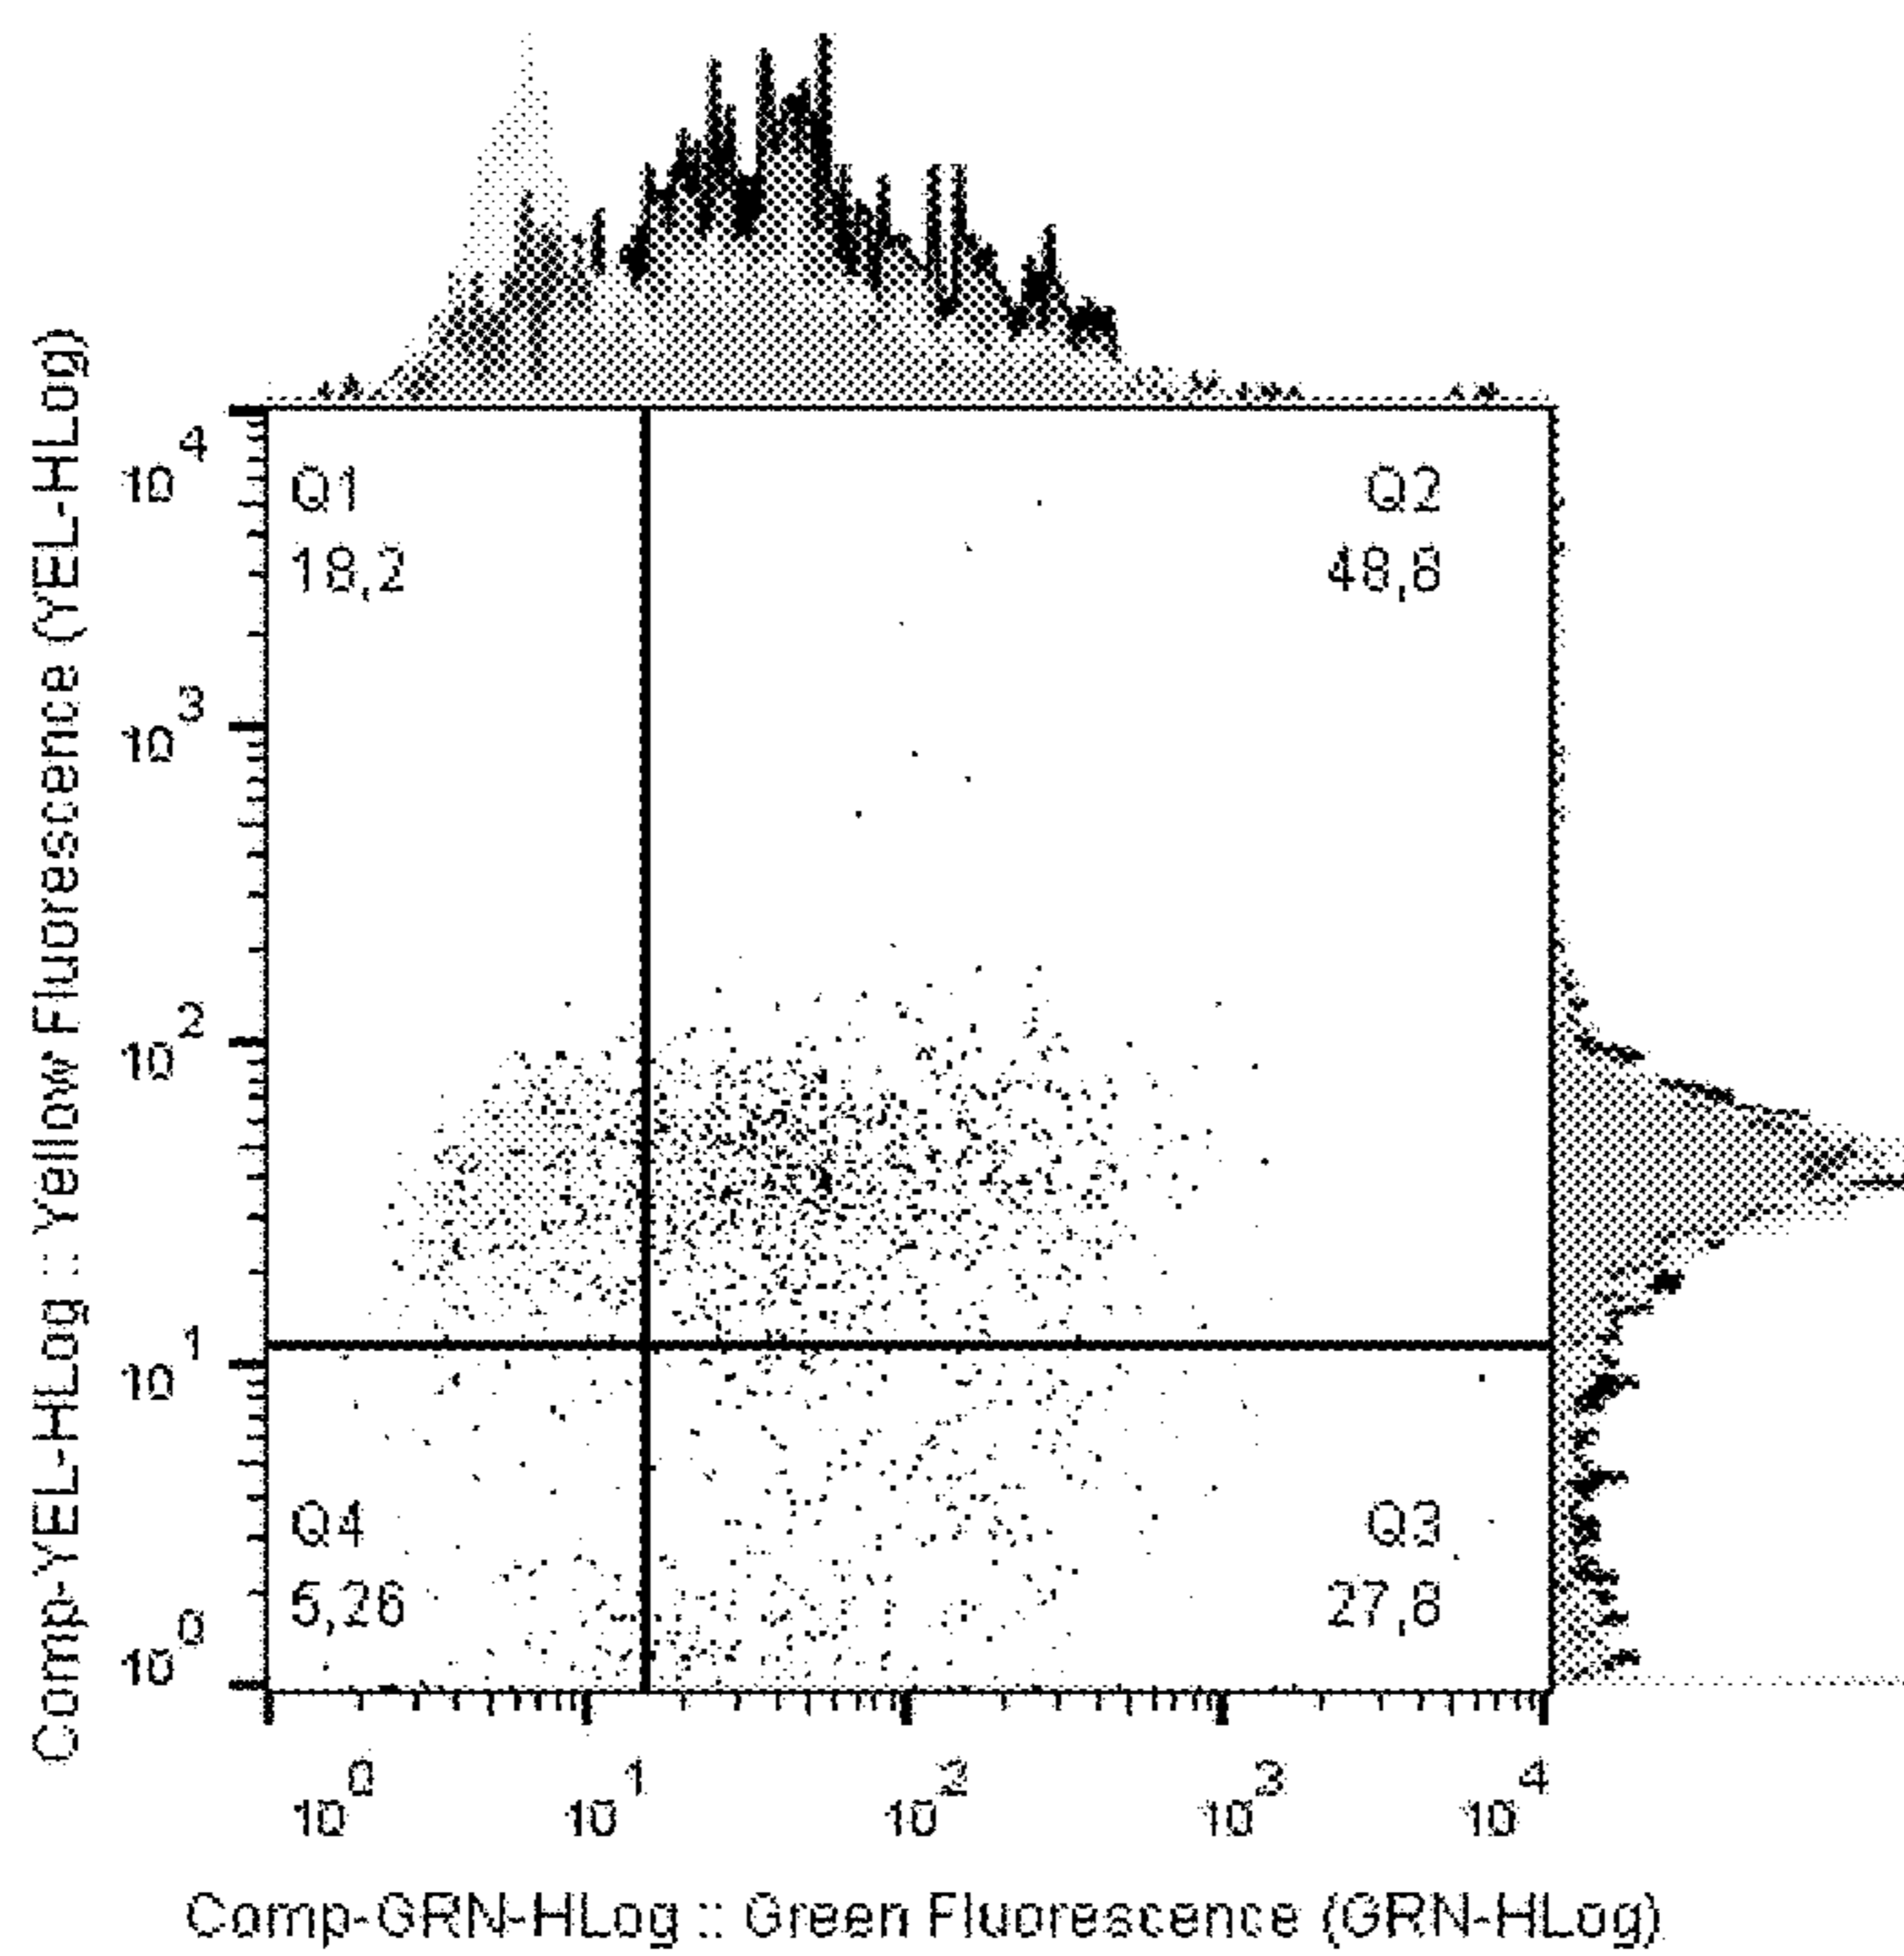 Comp-YEL-HLog :: Yellow Fluorescence (YEL-HLog)
10^4
10^3
10^2
10^1
10^0
Q1
18,2
Q2
48,8
Q4
5,26
Q3
27,8
10^0 10^1 10^2 10^3 10^4
Comp-GRN-HLog :: Green Fluorescence (GRN-HLog)